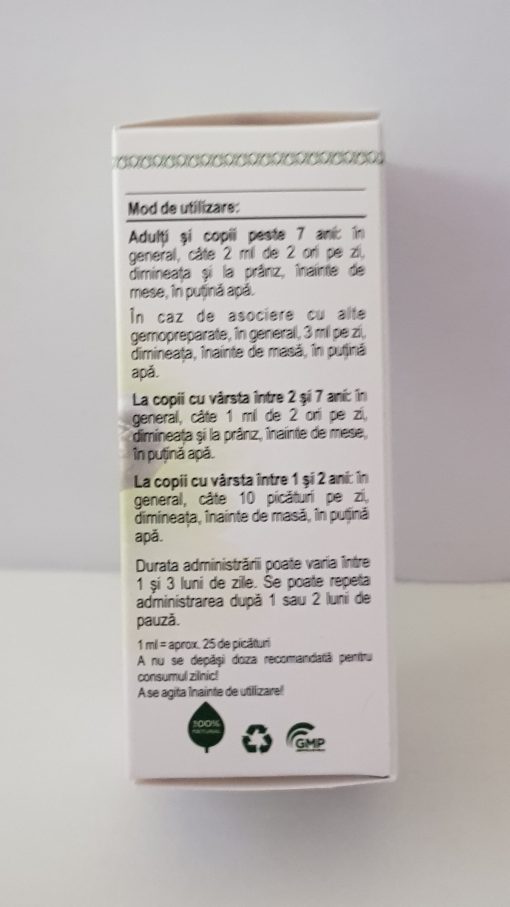 Mod de utilizare:
Adulți și copii peste 7 ani: în
general, câte 2 ml de 2 ori pe zi,
dimineața și la prânz, înainte de
mese, în puțină apă.
În caz de asociere cu alte
gemopreparate, în general, 3 ml pe zi,
dimineața, înainte de masă, în puțină
apă.
La copii cu vârsta între 2 și 7 ani: în
general, câte 1 ml de 2 ori pe zi,
dimineața și la prânz, înainte de mese,
în puțină apă.
La copii cu vârsta între 1 și 2 ani: în
general, câte 10 picături pe zi,
dimineața, înainte de masă, în puțină
apă.
Durata administrării poate varia între
1 și 3 luni de zile. Se poate repeta
administrarea după 1 sau 2 luni de
pauză.
1 ml = aprox. 25 de picături
A nu se depăși doza recomandată pentru
consumul zilnic!
A se agita înainte de utilizare!
100%
NATURAL
GMP